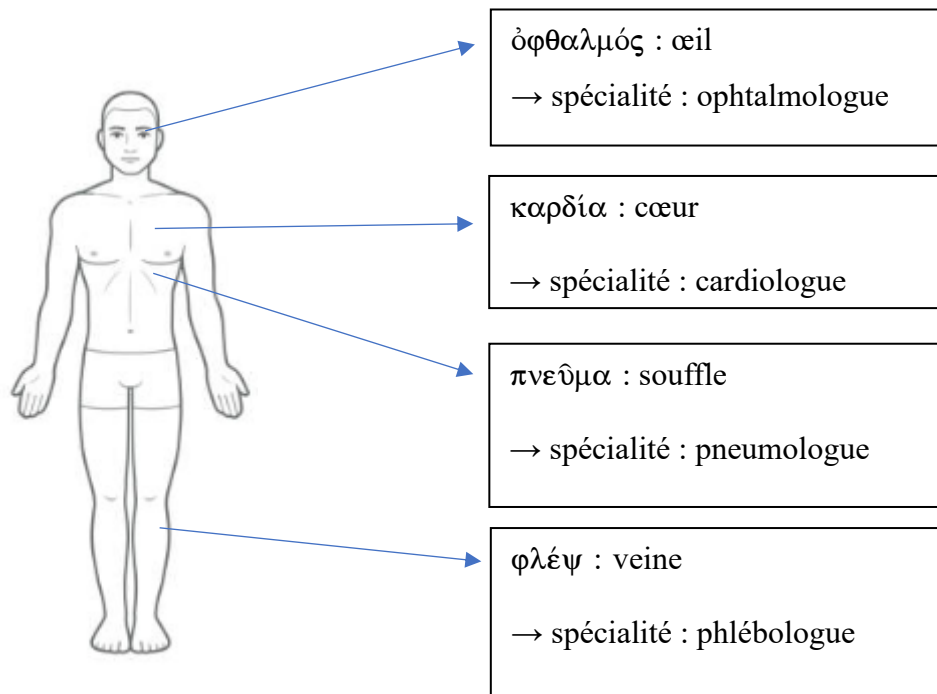 ὀφθαλμός : œil
→ spécialité : ophtalmologue
καρδία : cœur
→ spécialité : cardiologue
πνεῦμα : souffle
→ spécialité : pneumologue
φλέψ : veine
→ spécialité : phlébologue